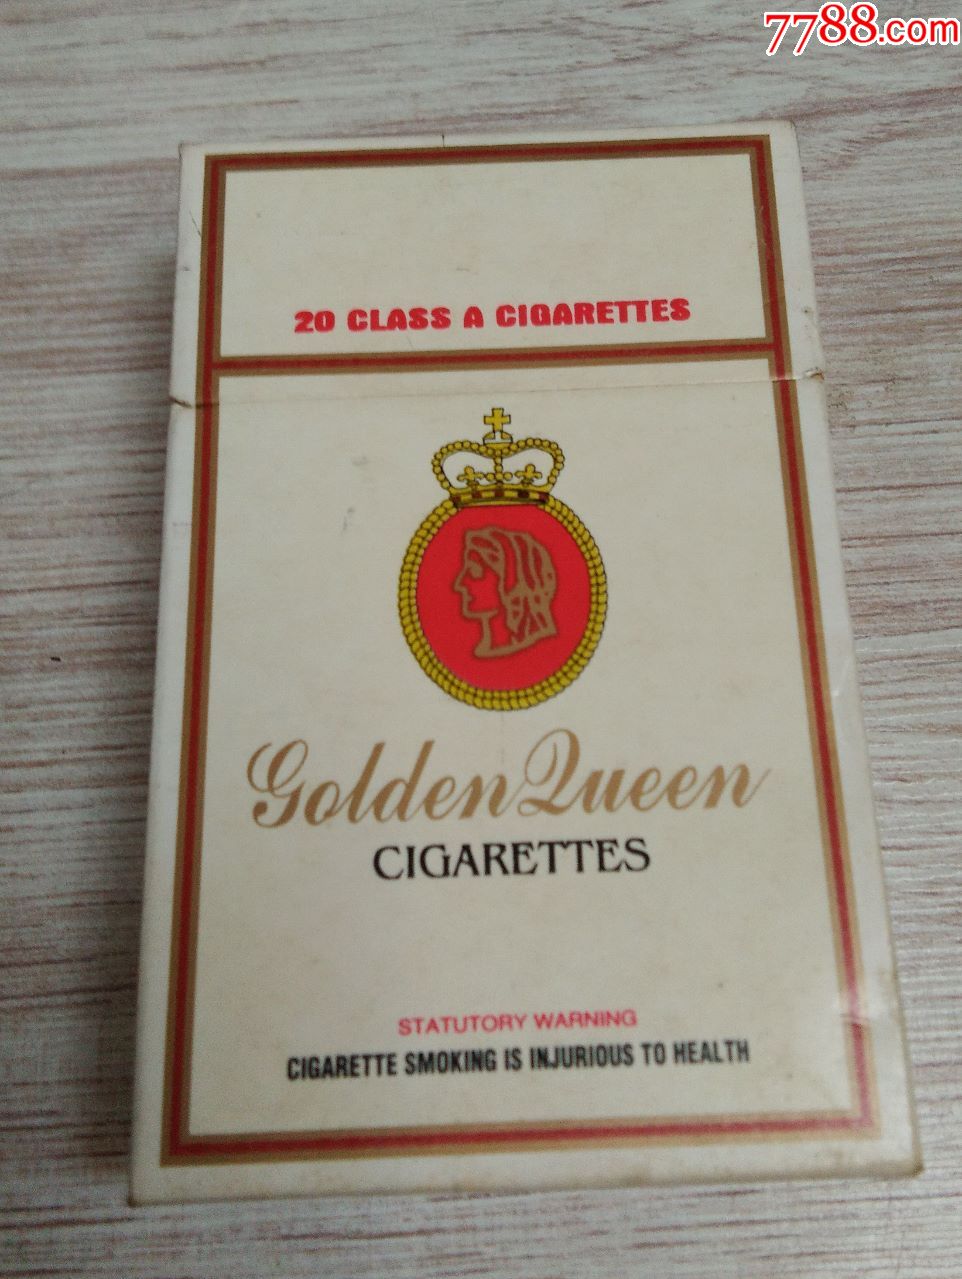 7788.com
20 CLASS A CIGARETTES
Golden Queen
CIGARETTES
STATUTORY WARNING
CIGARETTE SMOKING IS INJURIOUS TO HEALTH